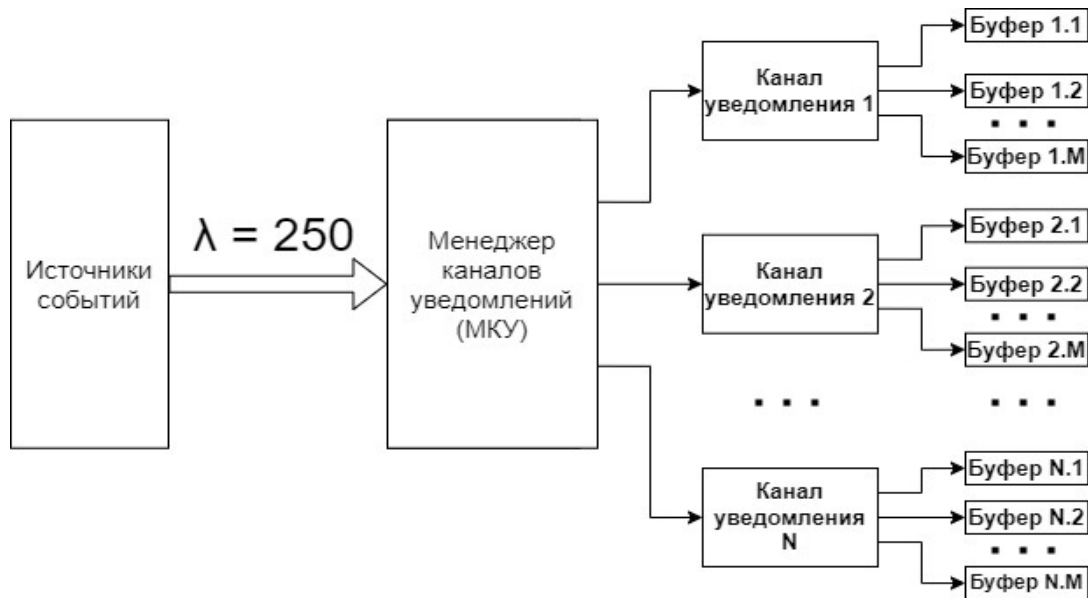 Источники
событий
λ = 250
Менеджер
каналов
уведомлений
(МКУ)
Канал
уведомления 1
Буфер 1.1
Буфер 1.2
. . .
Буфер 1.M
Канал
уведомления 2
Буфер 2.1
Буфер 2.2
. . .
Буфер 2.M
. . .
. . .
Канал
уведомления
N
Буфер N.1
Буфер N.2
. . .
Буфер N.M